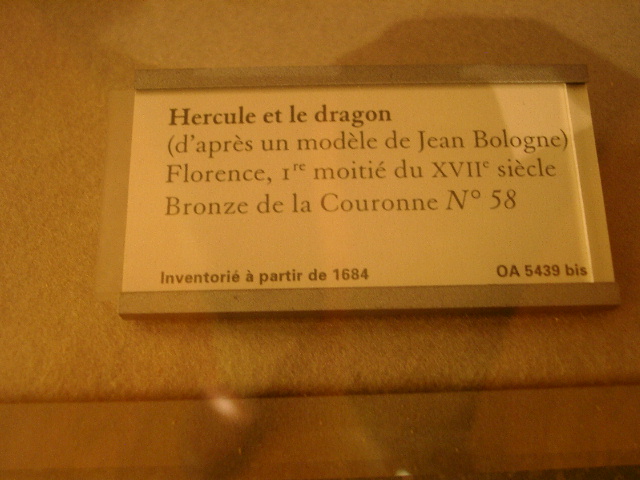 Hercule et le dragon
(d'après un modèle de Jean Bologne)
Florence, 1re moitié du XVIIe siècle
Bronze de la Couronne N° 58
Inventorié à partir de 1684 OA 5439 bis